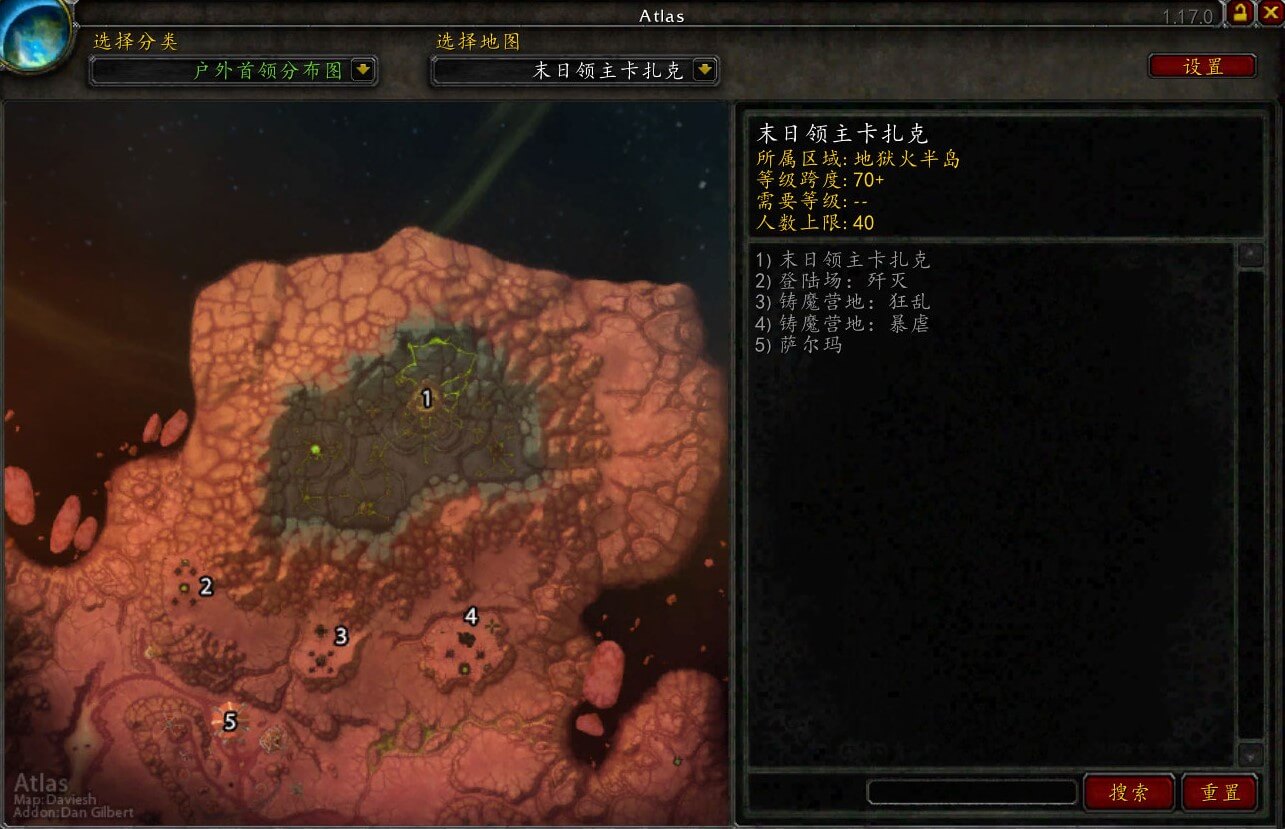 Atlas
1.17.0
选择分类
选择地图
户外首领分布图
末日领主卡扎克
设置
末日领主卡扎克
所属区域: 地狱火半岛
等级跨度: 70+
需要等级: --
人数上限: 40
1) 末日领主卡扎克
2) 登陆场: 歼灭
3) 铸魔营地: 狂乱
4) 铸魔营地: 暴虐
5) 萨尔玛
1
2
3
4
5
Atlas
Map: Daviesh
Addon: Dan Gilbert
搜索
重置